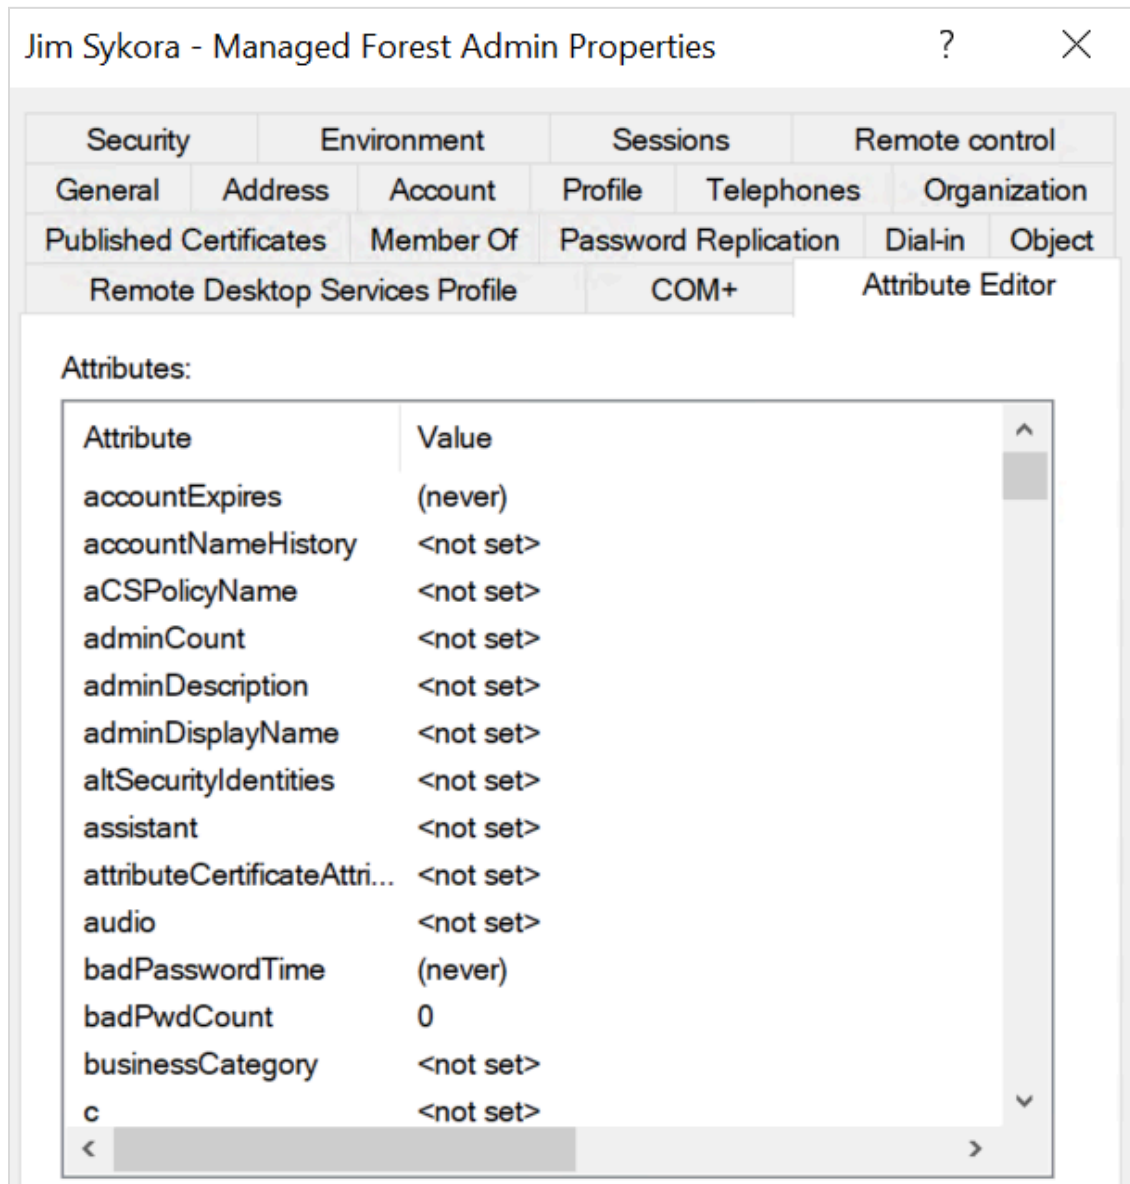 Jim Sykora - Managed Forest Admin Properties ?
Security Environment Sessions Remote control
General Address Account Profile Telephones Organization
Published Certificates Member Of Password Replication Dial-in Object
Remote Desktop Services Profile COM+ Attribute Editor
Attributes:
Attribute Value
accountExpires (never)
accountNameHistory <not set>
aCSPolicyName <not set>
adminCount <not set>
adminDescription <not set>
adminDisplayName <not set>
altSecurityIdentities <not set>
assistant <not set>
attributeCertificateAttri... <not set>
audio <not set>
badPasswordTime (never)
badPwdCount 0
businessCategory <not set>
c <not set>